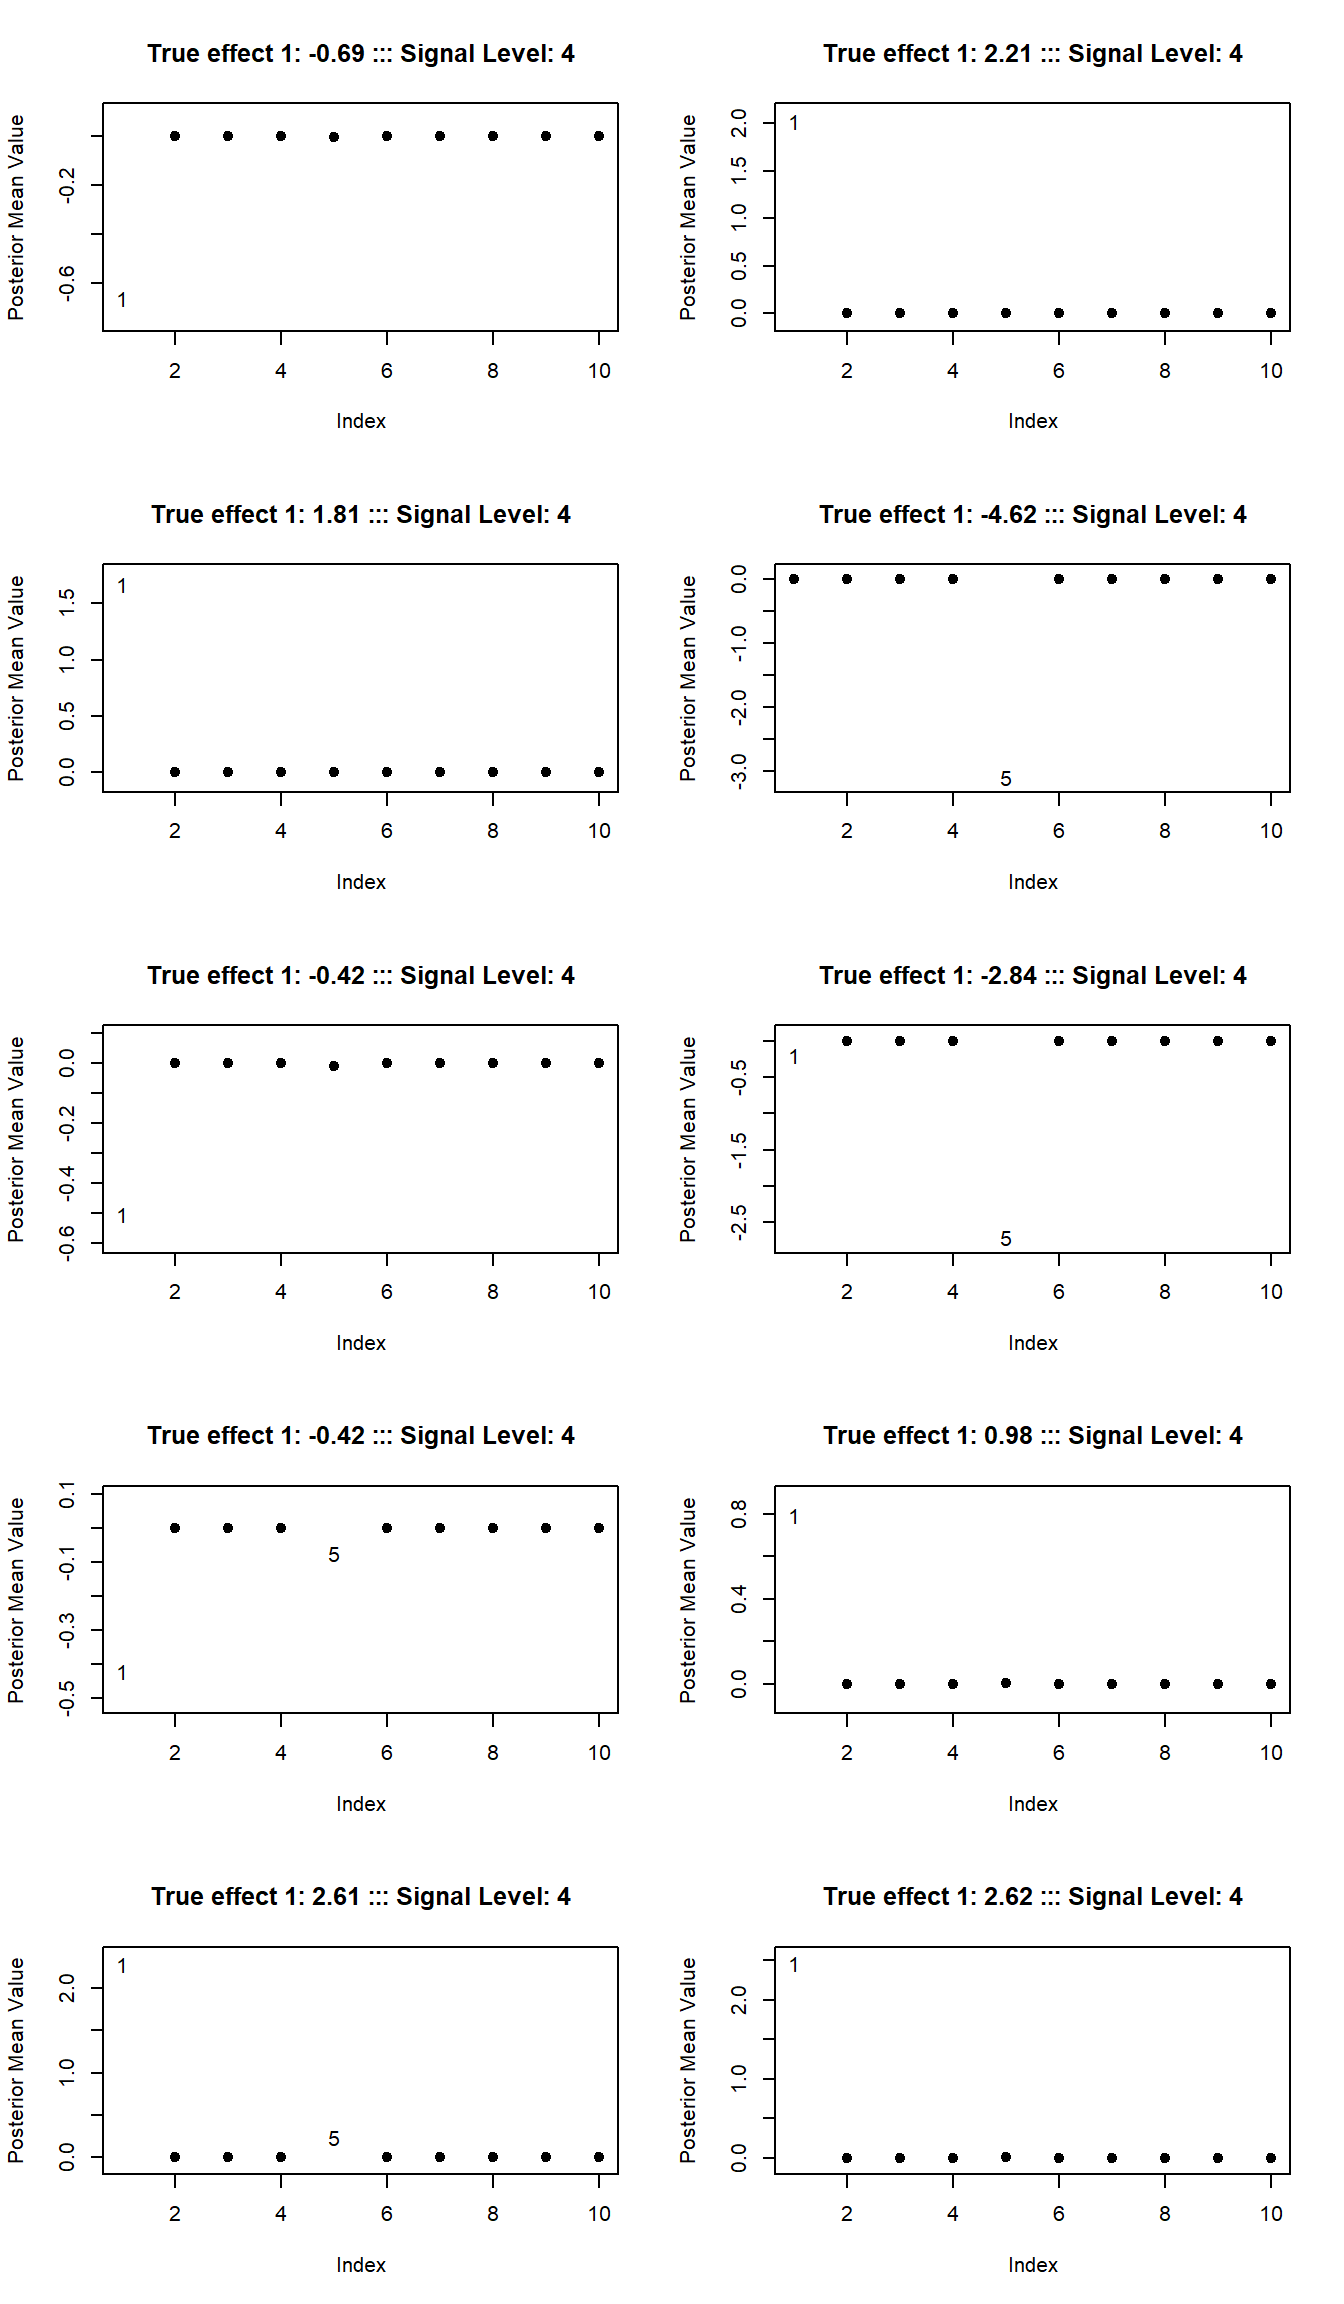 True effect 1: -0.69 ::: Signal Level: 4
Posterior Mean Value
-0.2
-0.6
1
2 4 6 8 10
Index
True effect 1: 2.21 ::: Signal Level: 4
Posterior Mean Value
2.0
1.5
1.0
0.5
0.0
1
2 4 6 8 10
Index
True effect 1: 1.81 ::: Signal Level: 4
Posterior Mean Value
1.5
1.0
0.5
0.0
1
2 4 6 8 10
Index
True effect 1: -4.62 ::: Signal Level: 4
Posterior Mean Value
0.0
-1.0
-2.0
-3.0
5
2 4 6 8 10
Index
True effect 1: -0.42 ::: Signal Level: 4
Posterior Mean Value
0.0
-0.2
-0.4
-0.6
1
2 4 6 8 10
Index
True effect 1: -2.84 ::: Signal Level: 4
Posterior Mean Value
-0.5
-1.5
-2.5
1
5
2 4 6 8 10
Index
True effect 1: -0.42 ::: Signal Level: 4
Posterior Mean Value
0.1
-0.1
-0.3
-0.5
5
1
2 4 6 8 10
Index
True effect 1: 0.98 ::: Signal Level: 4
Posterior Mean Value
0.8
0.4
0.0
1
2 4 6 8 10
Index
True effect 1: 2.61 ::: Signal Level: 4
Posterior Mean Value
2.0
1.0
0.0
1
5
2 4 6 8 10
Index
True effect 1: 2.62 ::: Signal Level: 4
Posterior Mean Value
2.0
1.0
0.0
1
2 4 6 8 10
Index